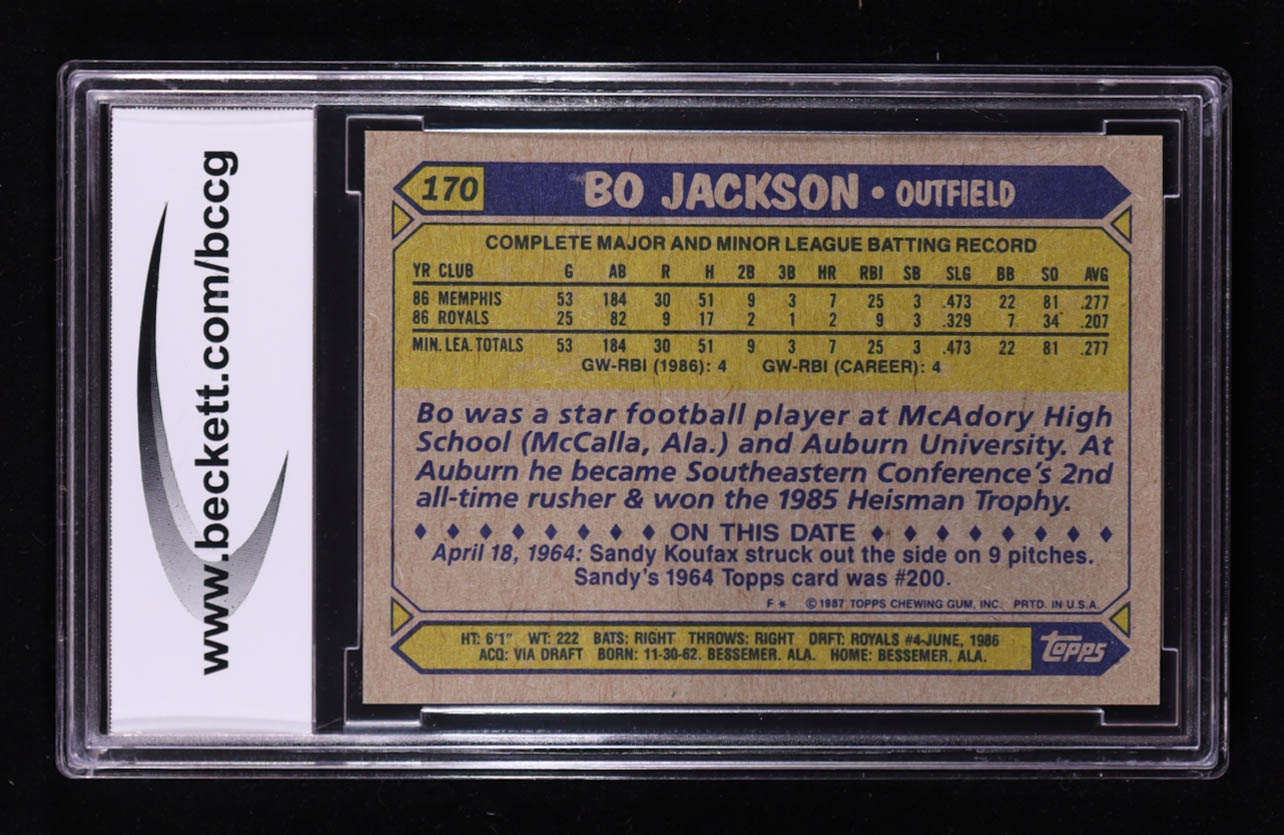 www.beckett.com/bccg
170 BO JACKSON • OUTFIELD
COMPLETE MAJOR AND MINOR LEAGUE BATTING RECORD
YR CLUB G AB R H 2B 3B HR RBI SB SLG BB SO AVG
86 MEMPHIS 53 184 30 51 9 3 7 25 3 .473 22 81 .277
86 ROYALS 25 82 9 17 2 1 2 9 3 .329 7 34 .207
MIN. LEA. TOTALS 53 184 30 51 9 3 7 25 3 .473 22 81 .277
GW-RBI (1986): 4 GW-RBI (CAREER): 4
Bo was a star football player at McAdory High
School (McCalla, Ala.) and Auburn University. At
Auburn he became Southeastern Conference's 2nd
all-time rusher & won the 1985 Heisman Trophy.
♦ ♦ ♦ ♦ ♦ ♦ ♦ ♦ ON THIS DATE ♦ ♦ ♦ ♦ ♦ ♦ ♦ ♦
April 18, 1964: Sandy Koufax struck out the side on 9 pitches.
Sandy's 1964 Topps card was #200.
F * ©1987 TOPPS CHEWING GUM, INC. PRTD. IN U.S.A.
HT: 6'1" WT: 222 BATS: RIGHT THROWS: RIGHT DRFT: ROYALS #4-JUNE, 1986
ACQ: VIA DRAFT BORN: 11-30-62, BESSEMER, ALA. HOME: BESSEMER, ALA.
topps